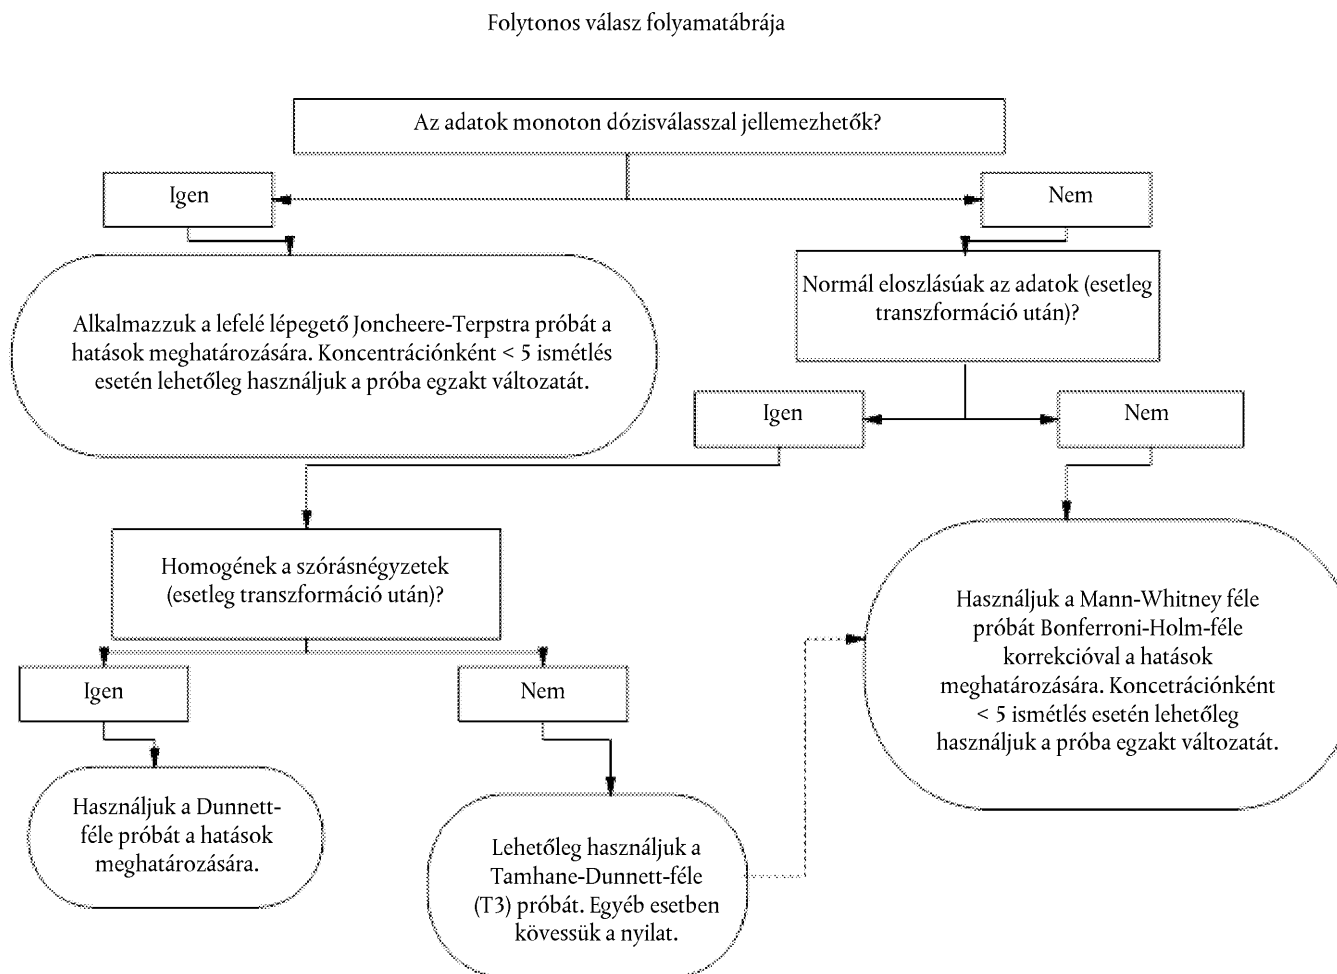 Folytonos válasz folyamatábrája
Az adatok monoton dózisválasszal jellemezhetők?
Igen
Nem
Alkalmazzuk a lefelé lépegető Joncheere-Terpstra próbát a
hatások meghatározására. Koncentrációnként < 5 ismétlés
esetén lehetőleg használjuk a próba egzakt változatát.
Normál eloszlásúak az adatok (esetleg
transzformáció után)?
Igen
Nem
Homogének a szórásnégyzetek
(esetleg transzformáció után)?
Használjuk a Mann-Whitney féle
próbát Bonferroni-Holm-féle
korrekcióval a hatások
meghatározására. Koncetrációnként
< 5 ismétlés esetén lehetőleg
használjuk a próba egzakt változatát.
Igen
Nem
Használjuk a Dunnett-
féle próbát a hatások
meghatározására.
Lehetőleg használjuk a
Tamhane-Dunnett-féle
(T3) próbát. Egyéb esetben
kövessük a nyilat.